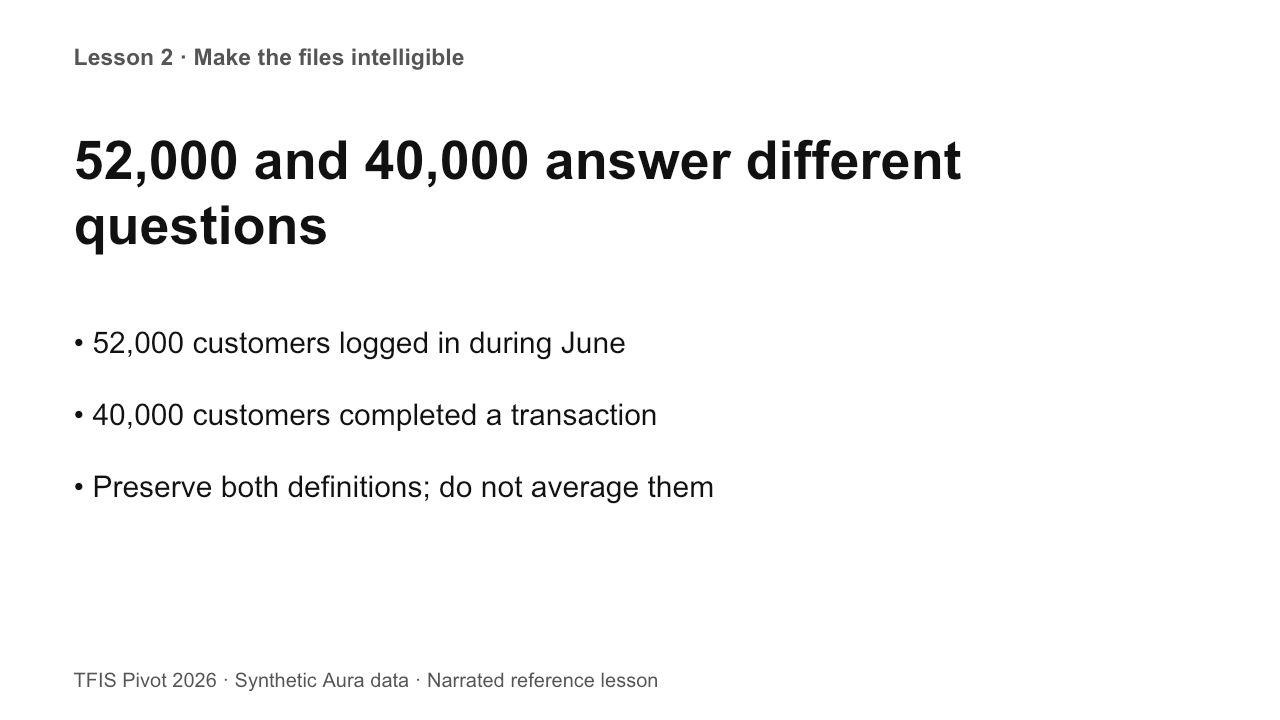 Lesson 2 · Make the files intelligible
52,000 and 40,000 answer different
questions
• 52,000 customers logged in during June
• 40,000 customers completed a transaction
• Preserve both definitions; do not average them
TFIS Pivot 2026 · Synthetic Aura data · Narrated reference lesson